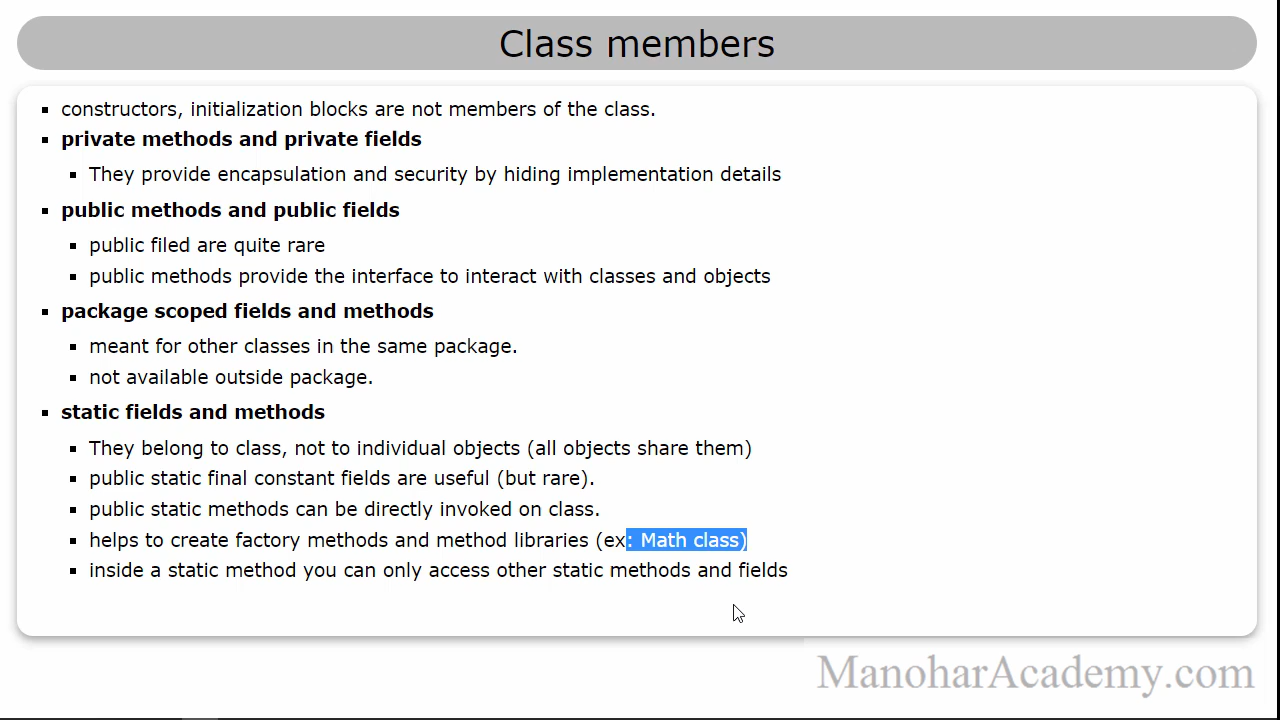 Class members
constructors, initialization blocks are not members of the class.
private methods and private fields
They provide encapsulation and security by hiding implementation details
public methods and public fields
public filed are quite rare
public methods provide the interface to interact with classes and objects
package scoped fields and methods
meant for other classes in the same package.
not available outside package.
static fields and methods
They belong to class, not to individual objects (all objects share them)
public static final constant fields are useful (but rare).
public static methods can be directly invoked on class.
helps to create factory methods and method libraries (ex: Math class)
inside a static method you can only access other static methods and fields
ManoharAcademy.com